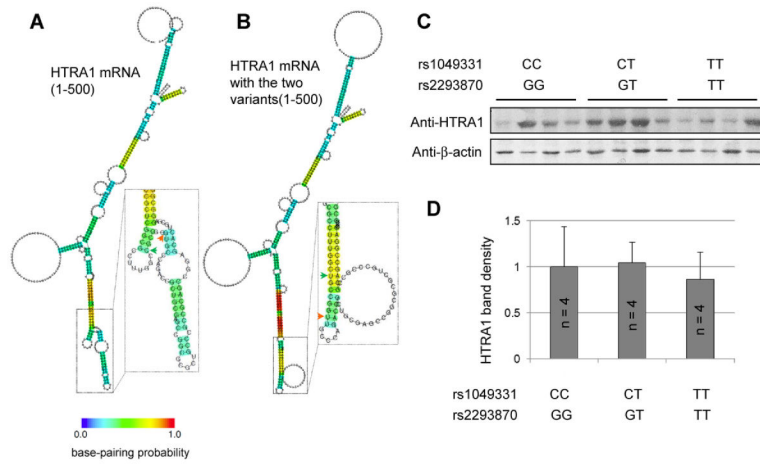 A
HTRA1 mRNA
(1-500)
B
HTRA1 mRNA
with the two
variants(1-500)
0.0 1.0
base-pairing probability
C
rs1049331 CC CT TT
rs2293870 GG GT TT
Anti-HTRA1
Anti-β-actin
D
HTRA1 band density
1.5
1
0.5
0
n = 4
n = 4
n = 4
rs1049331 CC CT TT
rs2293870 GG GT TT